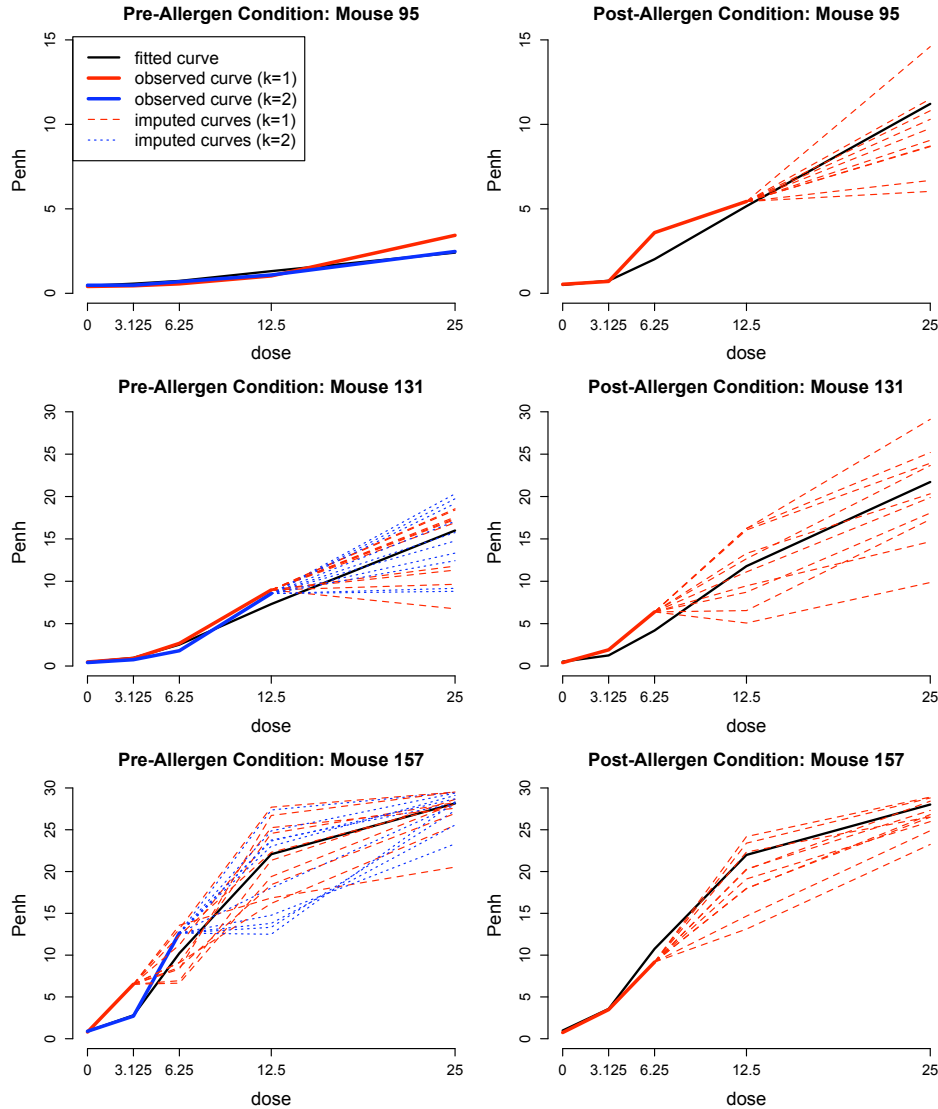 Pre-Allergen Condition: Mouse 95
15
10
5
0
Penh
fitted curve
observed curve (k=1)
observed curve (k=2)
imputed curves (k=1)
imputed curves (k=2)
0 3.125 6.25 12.5 25
dose
Post-Allergen Condition: Mouse 95
15
10
5
0
Penh
0 3.125 6.25 12.5 25
dose
Pre-Allergen Condition: Mouse 131
30
25
20
15
10
5
0
Penh
0 3.125 6.25 12.5 25
dose
Post-Allergen Condition: Mouse 131
30
25
20
15
10
5
0
Penh
0 3.125 6.25 12.5 25
dose
Pre-Allergen Condition: Mouse 157
30
25
20
15
10
5
0
Penh
0 3.125 6.25 12.5 25
dose
Post-Allergen Condition: Mouse 157
30
25
20
15
10
5
0
Penh
0 3.125 6.25 12.5 25
dose